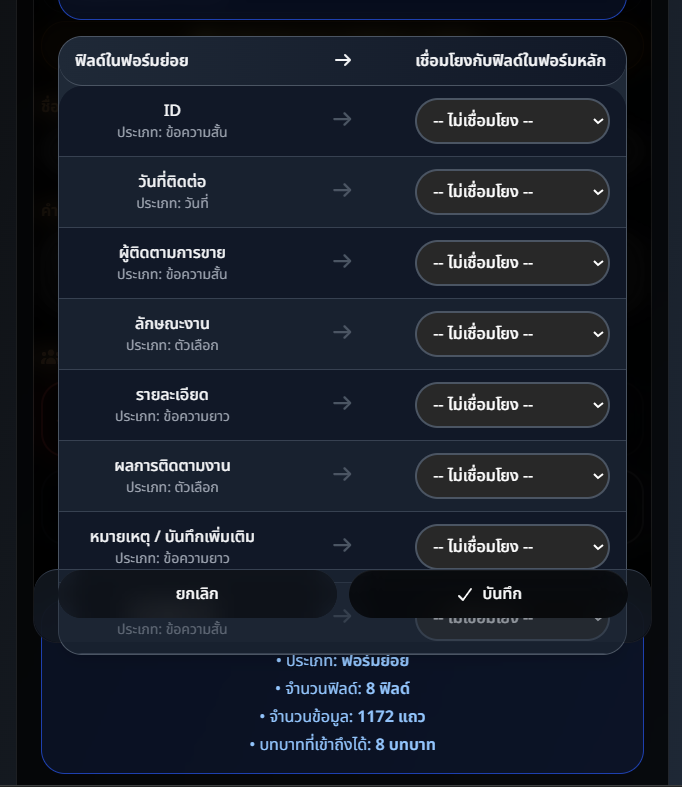 ฟิลด์ในฟอร์มย่อย → เชื่อมโยงกับฟิลด์ในฟอร์มหลัก
ID
ประเภท: ข้อความสั้น
→ -- ไม่เชื่อมโยง --
วันที่ติดต่อ
ประเภท: วันที่
→ -- ไม่เชื่อมโยง --
ผู้ติดตามการขาย
ประเภท: ข้อความสั้น
→ -- ไม่เชื่อมโยง --
ลักษณะงาน
ประเภท: ตัวเลือก
→ -- ไม่เชื่อมโยง --
รายละเอียด
ประเภท: ข้อความยาว
→ -- ไม่เชื่อมโยง --
ผลการติดตามงาน
ประเภท: ตัวเลือก
→ -- ไม่เชื่อมโยง --
หมายเหตุ / บันทึกเพิ่มเติม
ประเภท: ข้อความยาว
→ -- ไม่เชื่อมโยง --
ยกเลิก ✓ บันทึก
ประเภท: ข้อความสั้น
→ -- ไม่เชื่อมโยง --
• ประเภท: ฟอร์มย่อย
• จำนวนฟิลด์: 8 ฟิลด์
• จำนวนข้อมูล: 1172 แถว
• บทบาทที่เข้าถึงได้: 8 บทบาท